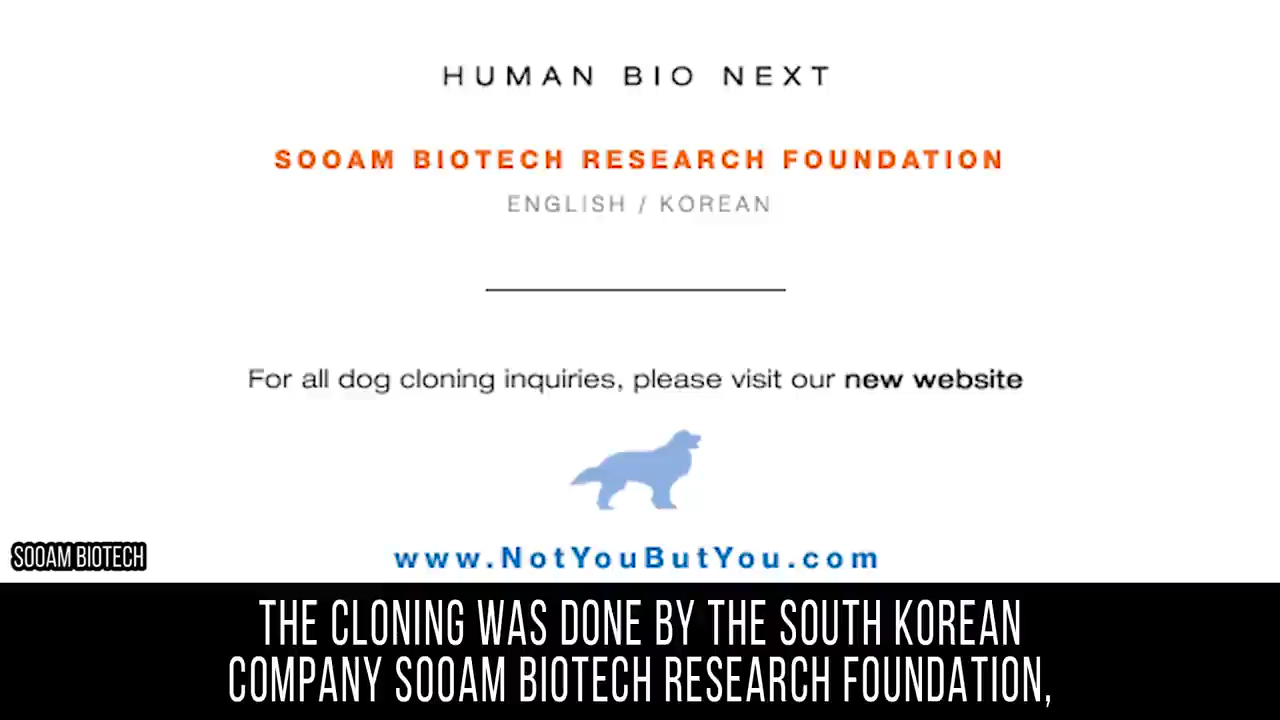 HUMAN BIO NEXT
SOOAM BIOTECH RESEARCH FOUNDATION
ENGLISH / KOREAN
For all dog cloning inquiries, please visit our new website
www.NotYouButYou.com
SOOAM BIOTECH
THE CLONING WAS DONE BY THE SOUTH KOREAN
COMPANY SOOAM BIOTECH RESEARCH FOUNDATION,